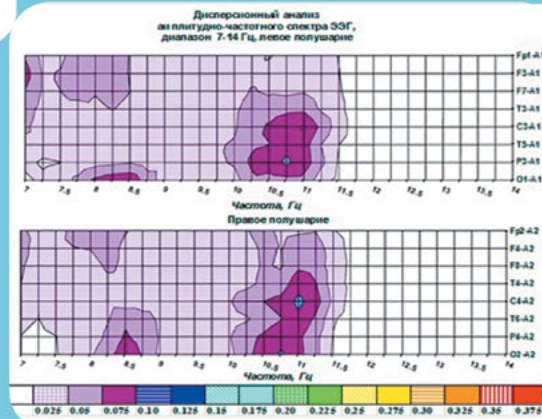 Дисперсионный анализ
амплитудно-частотного спектра ЭЭГ,
диапазон 7-14 Гц, левое полушарие
Fp1-A1
F3-A1
F7-A1
T3-A1
C3-A1
T5-A1
P3-A1
O1-A1
7 7.5 8 8.5 9 9.5 10 10.5 11 11.5 12 12.5 13 13.5 14
Частота, Гц
Правое полушарие
Fp2-A2
F4-A2
F8-A2
T4-A2
C4-A2
T6-A2
P4-A2
O2-A2
7 7.5 8 8.5 9 9.5 10 10.5 11 11.5 12 12.5 13 13.5 14
Частота, Гц
0.025 0.05 0.075 0.10 0.125 0.15 0.175 0.20 0.225 0.25 0.275 0.30 0.325 0.35 0.375